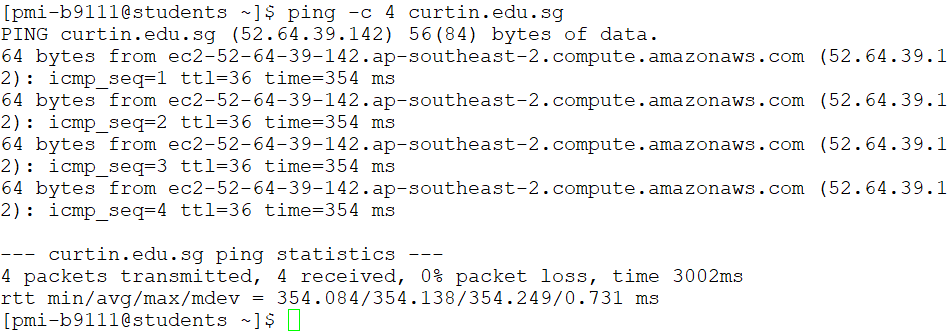 [pmi-b9111@students ~]$ ping -c 4 curtin.edu.sg
PING curtin.edu.sg (52.64.39.142) 56(84) bytes of data.
64 bytes from ec2-52-64-39-142.ap-southeast-2.compute.amazonaws.com (52.64.39.1
2): icmp_seq=1 ttl=36 time=354 ms
64 bytes from ec2-52-64-39-142.ap-southeast-2.compute.amazonaws.com (52.64.39.1
2): icmp_seq=2 ttl=36 time=354 ms
64 bytes from ec2-52-64-39-142.ap-southeast-2.compute.amazonaws.com (52.64.39.1
2): icmp_seq=3 ttl=36 time=354 ms
64 bytes from ec2-52-64-39-142.ap-southeast-2.compute.amazonaws.com (52.64.39.1
2): icmp_seq=4 ttl=36 time=354 ms

--- curtin.edu.sg ping statistics ---
4 packets transmitted, 4 received, 0% packet loss, time 3002ms
rtt min/avg/max/mdev = 354.084/354.138/354.249/0.731 ms
[pmi-b9111@students ~]$